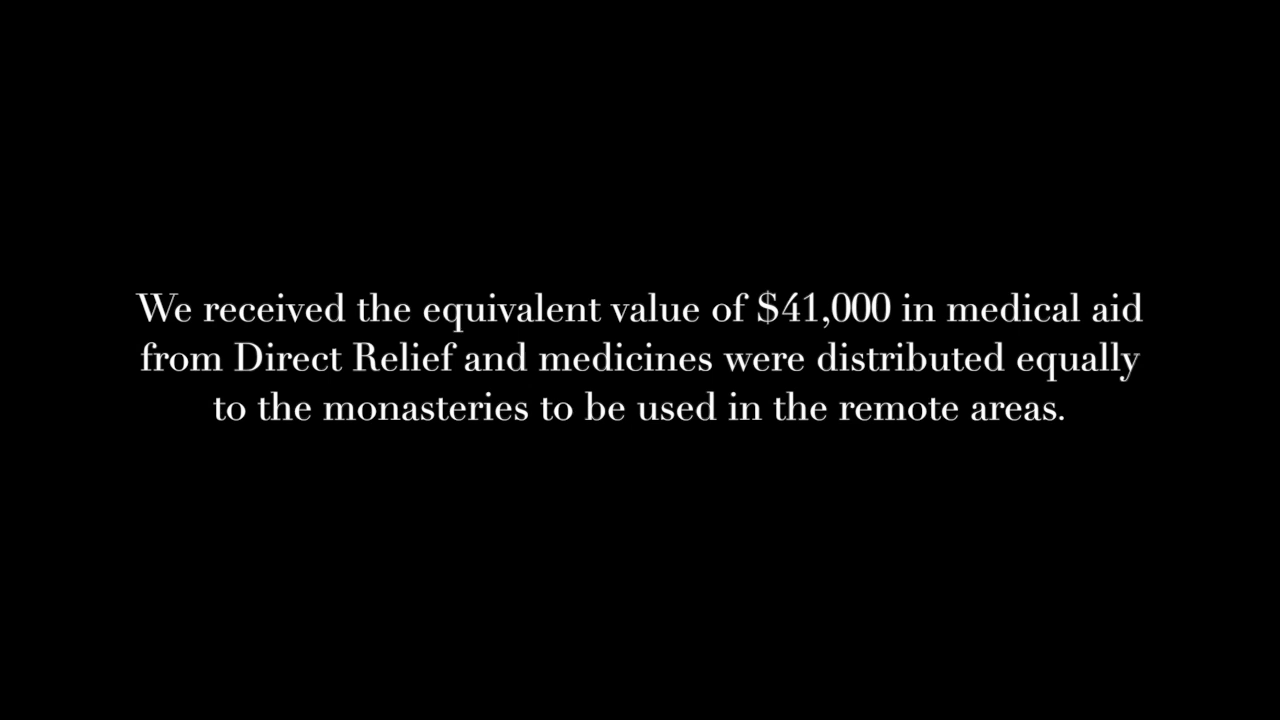 We received the equivalent value of $41,000 in medical aid
from Direct Relief and medicines were distributed equally
to the monasteries to be used in the remote areas.